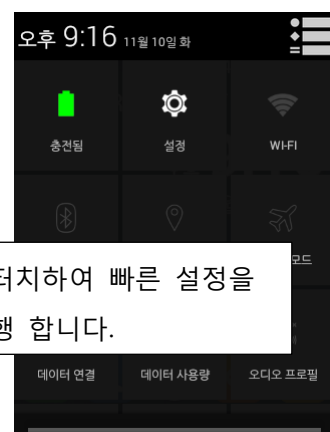 오후 9:16 11월 10일 화
충전됨 설정 WI-FI
모드
터치하여 빠른 설정을
행 합니다.
데이터 연결 데이터 사용량 오디오 프로필